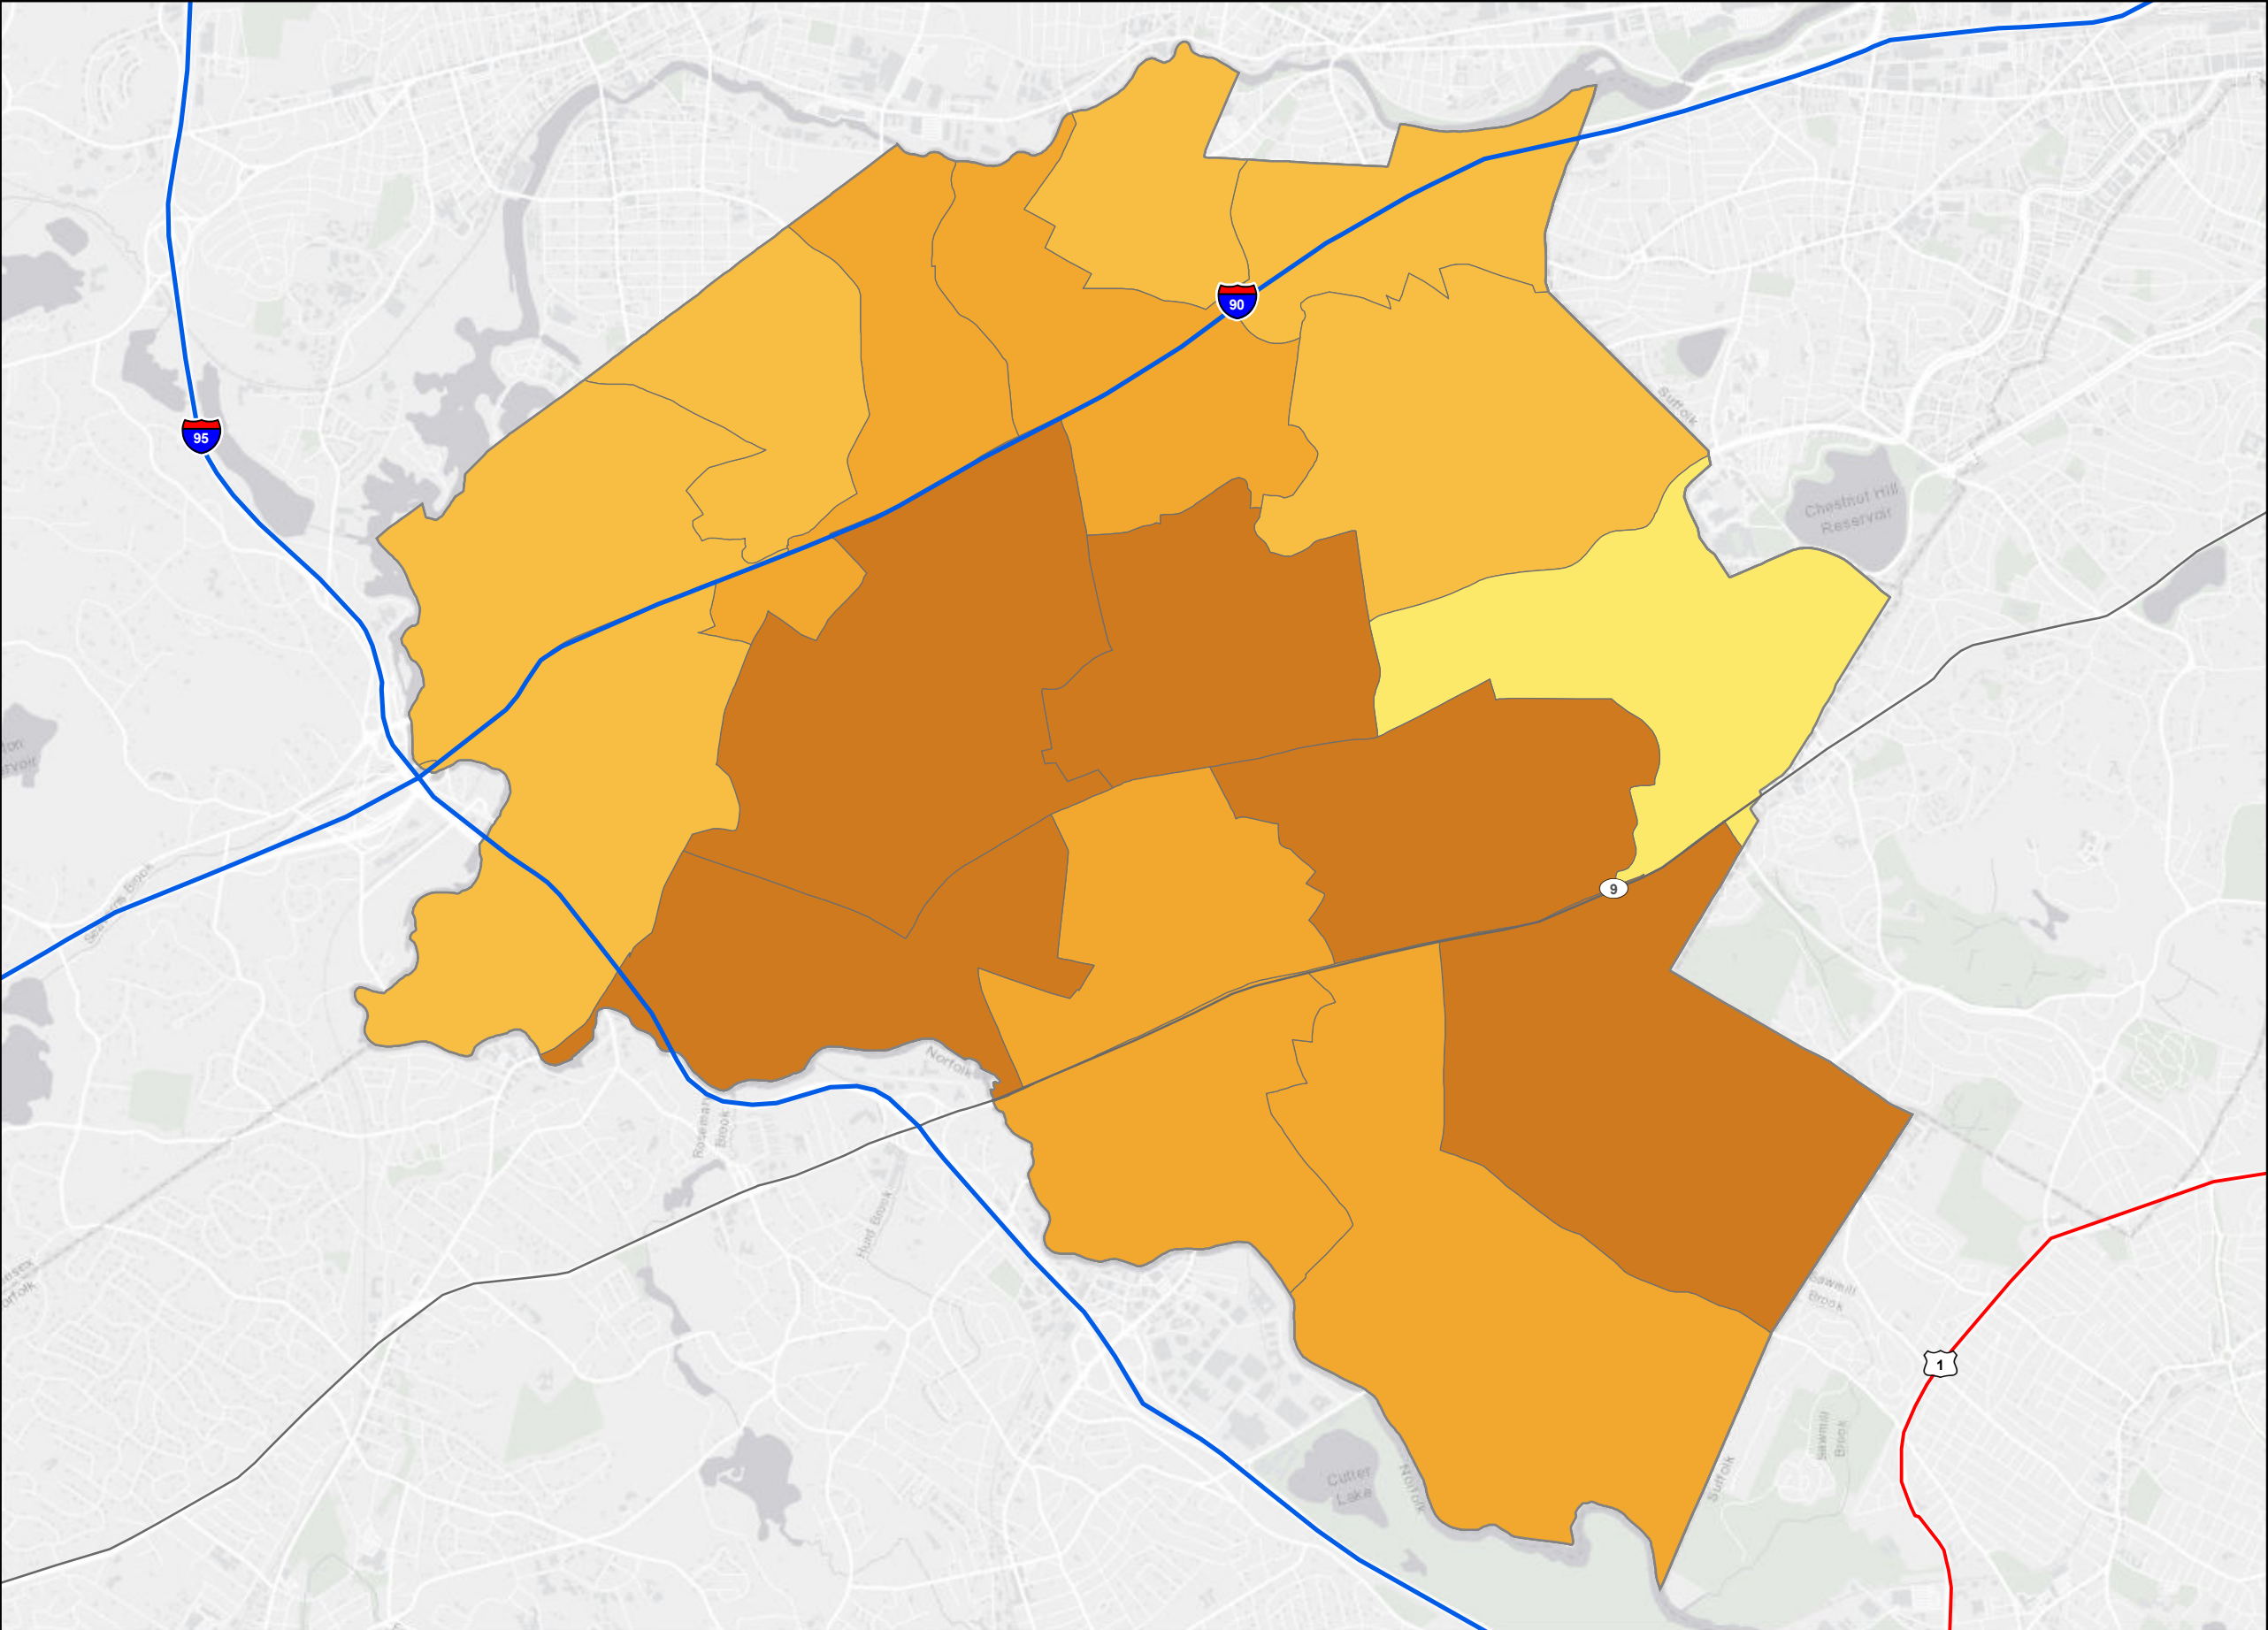 90
Suffolk
95
Chestnut Hill
Reservoir
9
Norfolk
Rosemary
Brook
Hurd Brook
Sawmill
Brook
1
Cutter
Lake
Norfolk
Suffolk
Sawmill
Brook